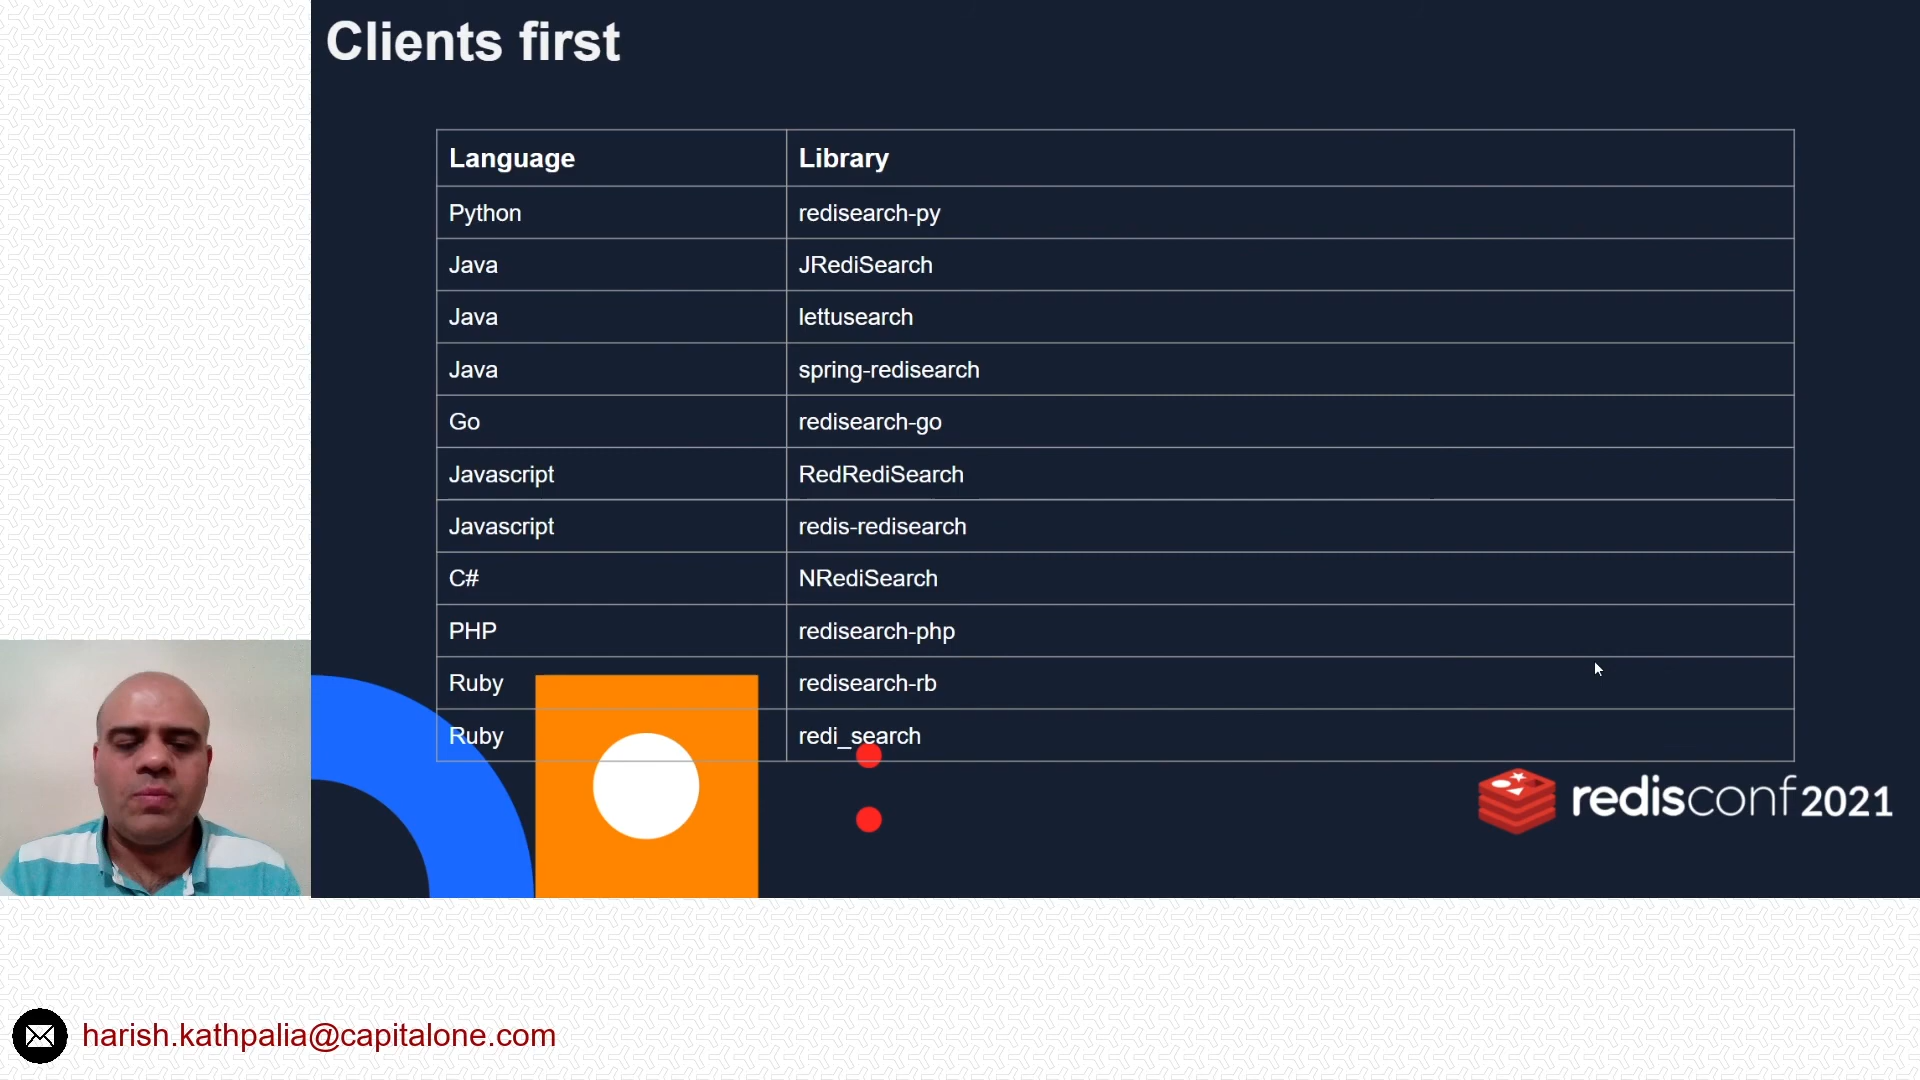 Clients first
Language Library
Python redisearch-py
Java JRediSearch
Java lettusearch
Java spring-redisearch
Go redisearch-go
Javascript RedRediSearch
Javascript redis-redisearch
C# NRediSearch
PHP redisearch-php
Ruby redisearch-rb
Ruby redi_search
redisconf2021
harish.kathpalia@capitalone.com